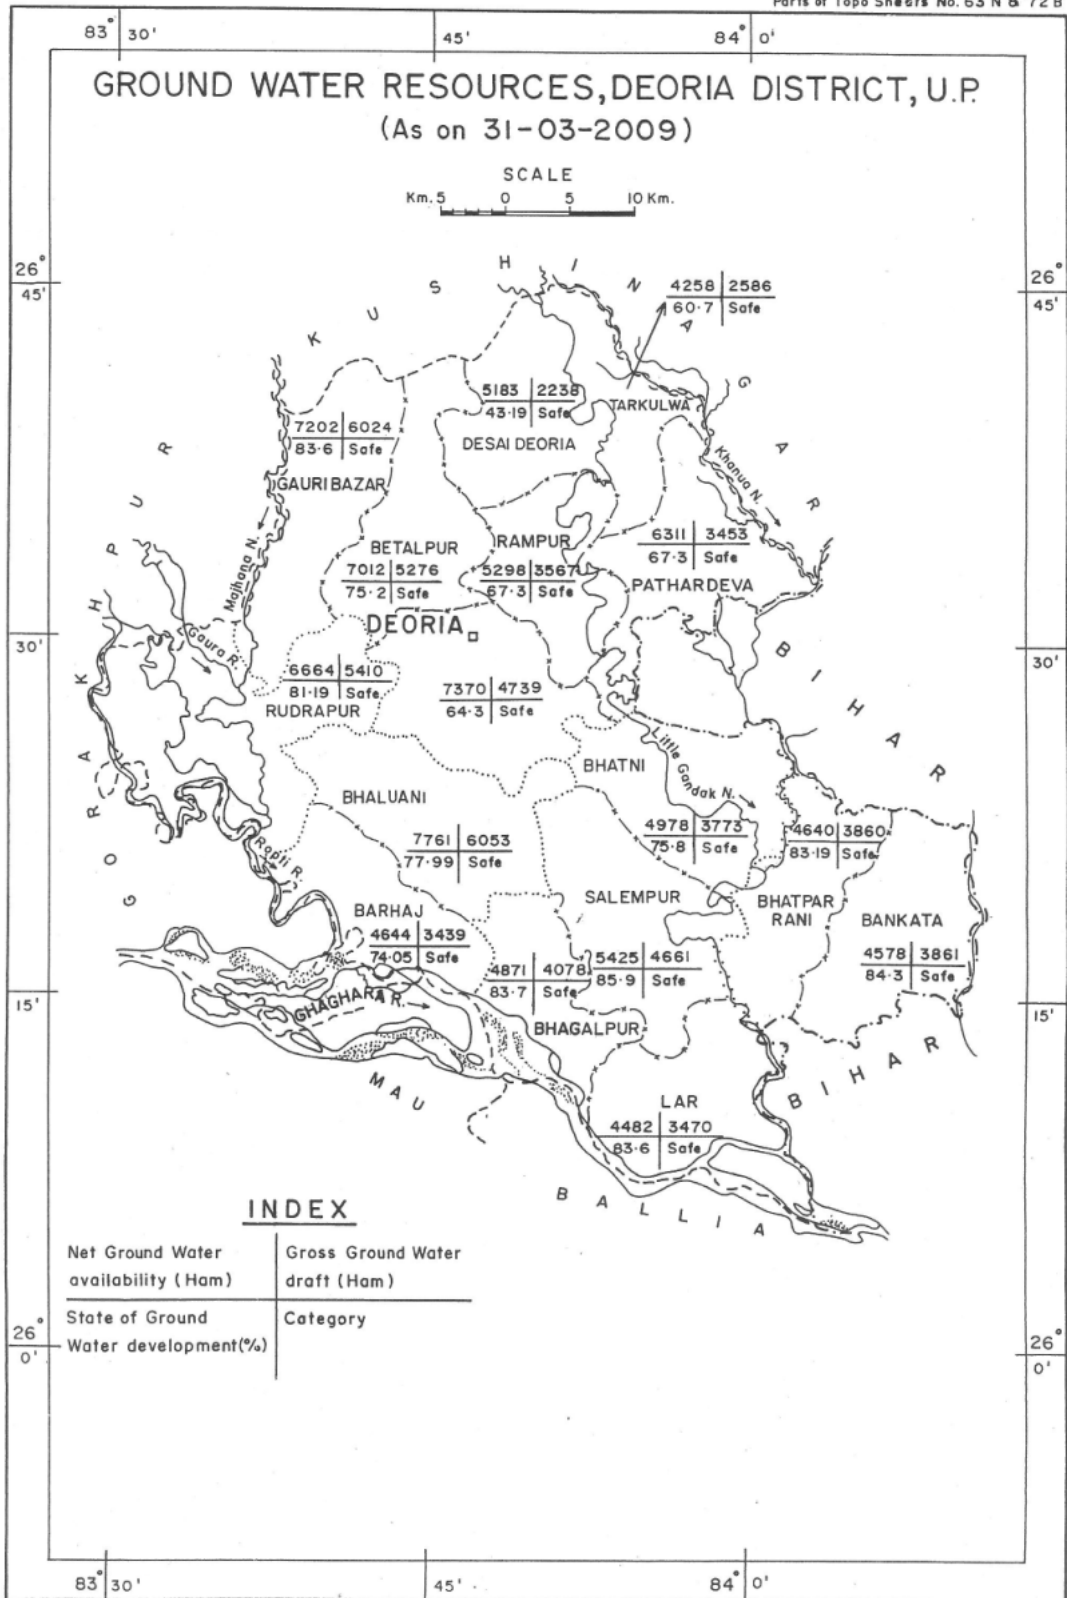 Parts of Topo Sheets No. 63 N & 72 B
83° 30'
45'
84° 0'
GROUND WATER RESOURCES, DEORIA DISTRICT, U.P.
(As on 31-03-2009)
SCALE
Km. 5 0 5 10 Km.
26° 45'
26° 45'
KUSHINAGAR
4258 2586
60·7 Safe
5183 2238
43·19 Safe
TARKULWA
DESAI DEORIA
7202 6024
83·6 Safe
GAURI BAZAR
Khanua N.
6311 3453
67·3 Safe
PATHARDEVA
RAMPUR
5298 3567
67·3 Safe
BETALPUR
7012 5276
75·2 Safe
Majhana N.
DEORIA
Gaura R.
30'
30'
GORAKHPUR
BIHAR
6664 5410
81·19 Safe
RUDRAPUR
7370 4739
64·3 Safe
Little Gandak N.
BHATNI
BHALUANI
4978 3773
75·8 Safe
4640 3860
83·19 Safe
7761 6053
77·99 Safe
Rapti R.
SALEMPUR
BHATPAR
RANI
BANKATA
4578 3861
84·3 Safe
BARHAJ
4644 3439
74·05 Safe
4871 4078
83·7 Safe
5425 4661
85·9 Safe
15'
15'
GHAGHARA R.
BHAGALPUR
BIHAR
MAU
LAR
4482 3470
83·6 Safe
BALLIA
INDEX
Net Ground Water
availability (Ham)
Gross Ground Water
draft (Ham)
State of Ground
Water development(%)
Category
26° 0'
26° 0'
83° 30'
45'
84° 0'